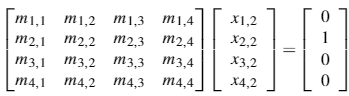 [m₁,₁ m₁,₂ m₁,₃ m₁,₄] [x₁,₂] [0]
[m₂,₁ m₂,₂ m₂,₃ m₂,₄] [x₂,₂] = [1]
[m₃,₁ m₃,₂ m₃,₃ m₃,₄] [x₃,₂] [0]
[m₄,₁ m₄,₂ m₄,₃ m₄,₄] [x₄,₂] [0]